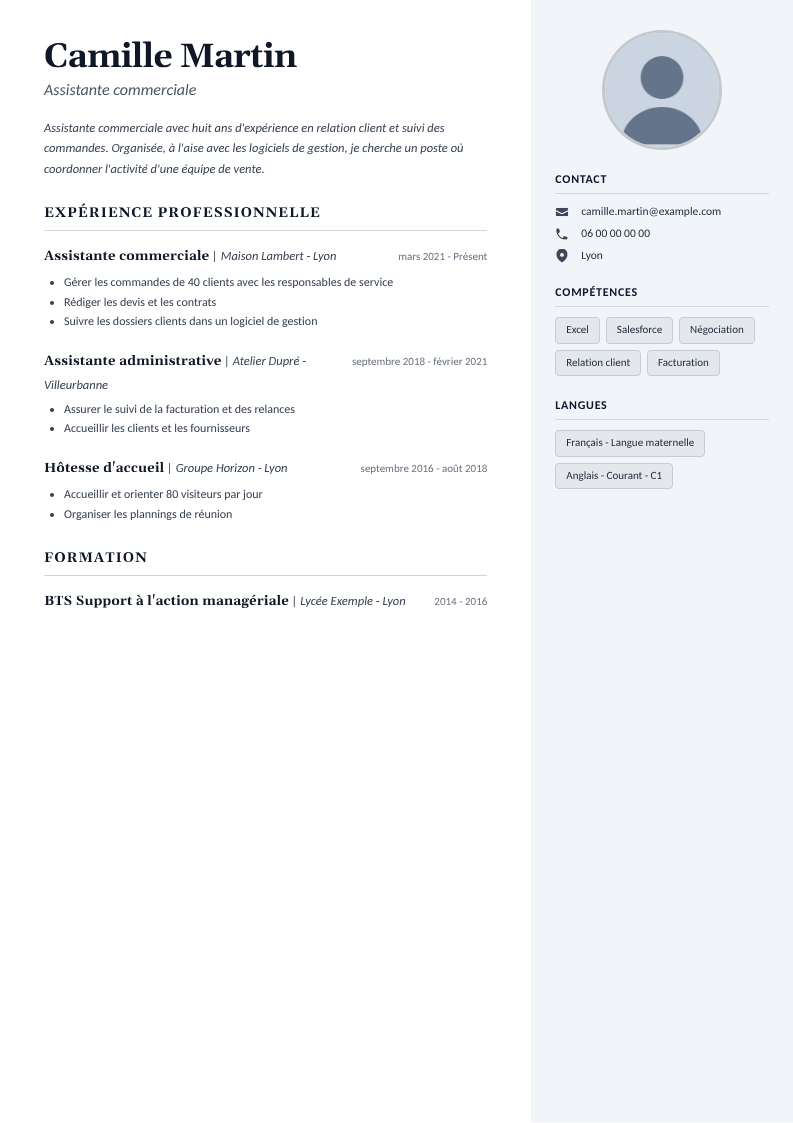 Camille Martin
Assistante commerciale
Assistante commerciale avec huit ans d'expérience en relation client et suivi des
commandes. Organisée, à l'aise avec les logiciels de gestion, je cherche un poste où
coordonner l'activité d'une équipe de vente.
EXPÉRIENCE PROFESSIONNELLE
Assistante commerciale | Maison Lambert - Lyon mars 2021 - Présent
• Gérer les commandes de 40 clients avec les responsables de service
• Rédiger les devis et les contrats
• Suivre les dossiers clients dans un logiciel de gestion
Assistante administrative | Atelier Dupré - septembre 2018 - février 2021
Villeurbanne
• Assurer le suivi de la facturation et des relances
• Accueillir les clients et les fournisseurs
Hôtesse d'accueil | Groupe Horizon - Lyon septembre 2016 - août 2018
• Accueillir et orienter 80 visiteurs par jour
• Organiser les plannings de réunion
FORMATION
BTS Support à l'action managériale | Lycée Exemple - Lyon 2014 - 2016
CONTACT
camille.martin@example.com
06 00 00 00 00
Lyon
COMPÉTENCES
Excel Salesforce Négociation
Relation client Facturation
LANGUES
Français - Langue maternelle
Anglais - Courant - C1